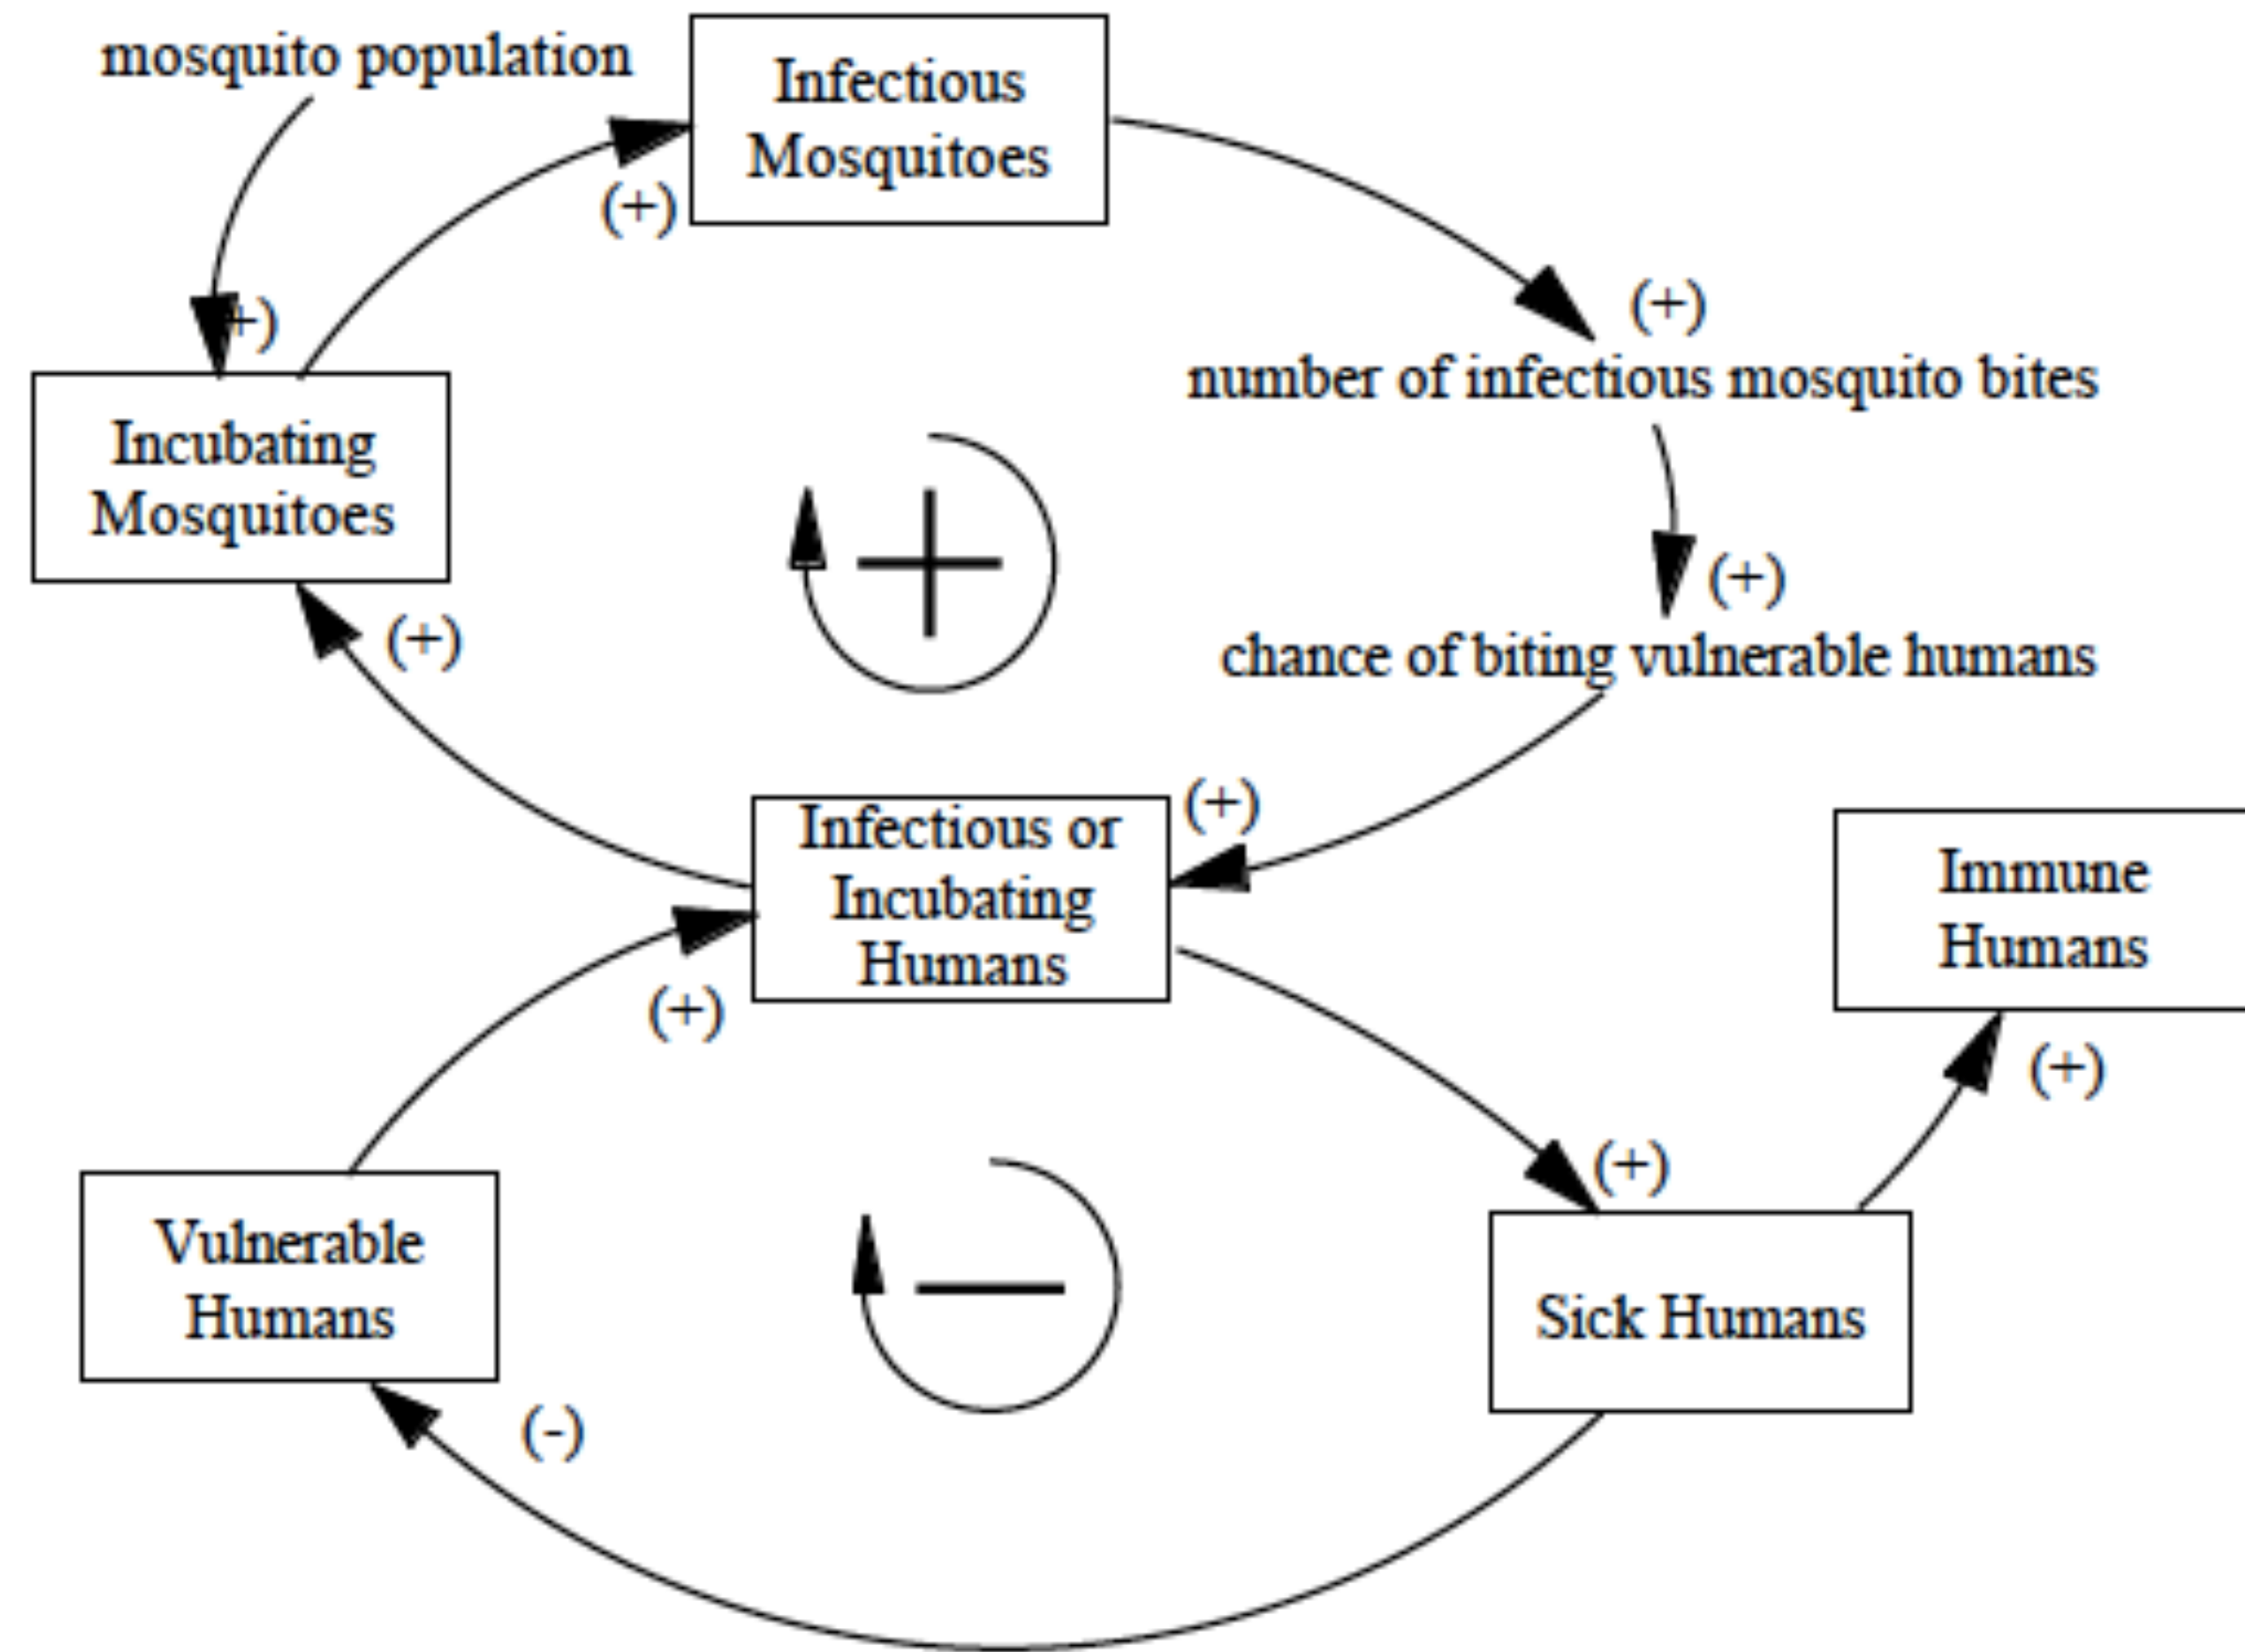 mosquito population
Infectious
Mosquitoes
(+)
(+)
+)
number of infectious mosquito bites
Incubating
Mosquitoes
(+)
(+)
chance of biting vulnerable humans
(+)
Infectious or
Incubating
Humans
Immune
Humans
(+)
(+)
(+)
Vulnerable
Humans
Sick Humans
(-)